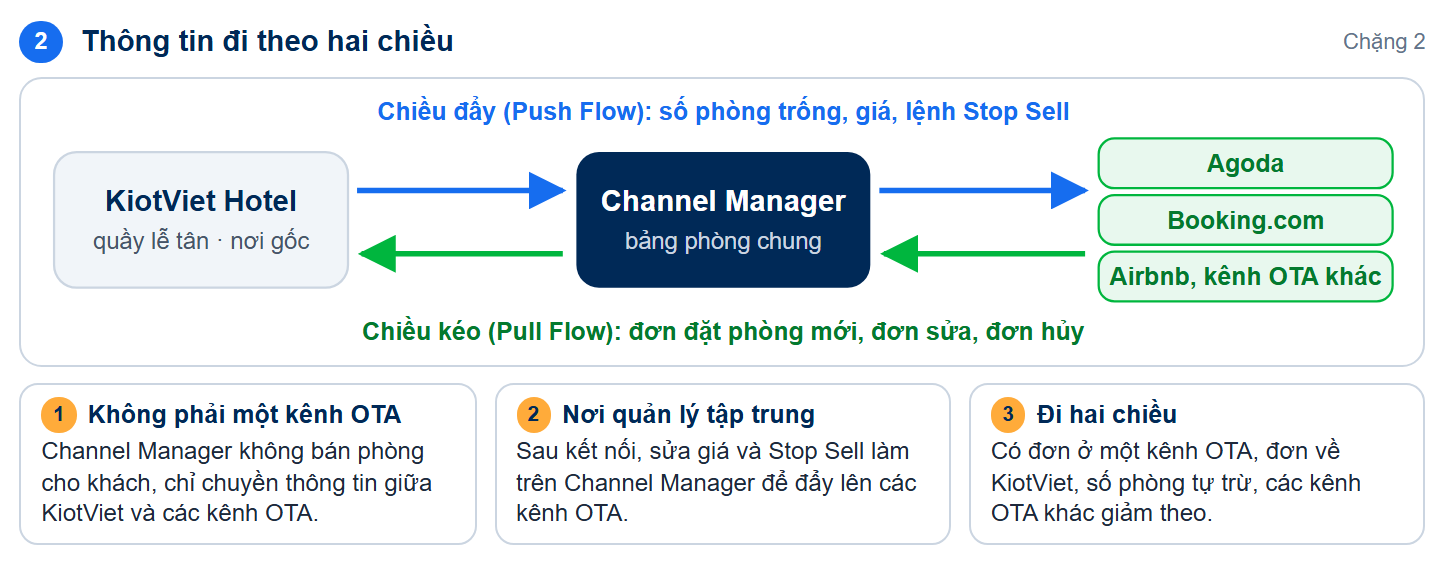 2 Thông tin đi theo hai chiều
Chặng 2
Chiều đẩy (Push Flow): số phòng trống, giá, lệnh Stop Sell
KiotViet Hotel
quầy lễ tân · nơi gốc
Channel Manager
bảng phòng chung
Agoda
Booking.com
Airbnb, kênh OTA khác
Chiều kéo (Pull Flow): đơn đặt phòng mới, đơn sửa, đơn hủy
1 Không phải một kênh OTA
Channel Manager không bán phòng
cho khách, chỉ chuyền thông tin giữa
KiotViet và các kênh OTA.
2 Nơi quản lý tập trung
Sau kết nối, sửa giá và Stop Sell làm
trên Channel Manager để đẩy lên các
kênh OTA.
3 Đi hai chiều
Có đơn ở một kênh OTA, đơn về
KiotViet, số phòng tự trừ, các kênh
OTA khác giảm theo.